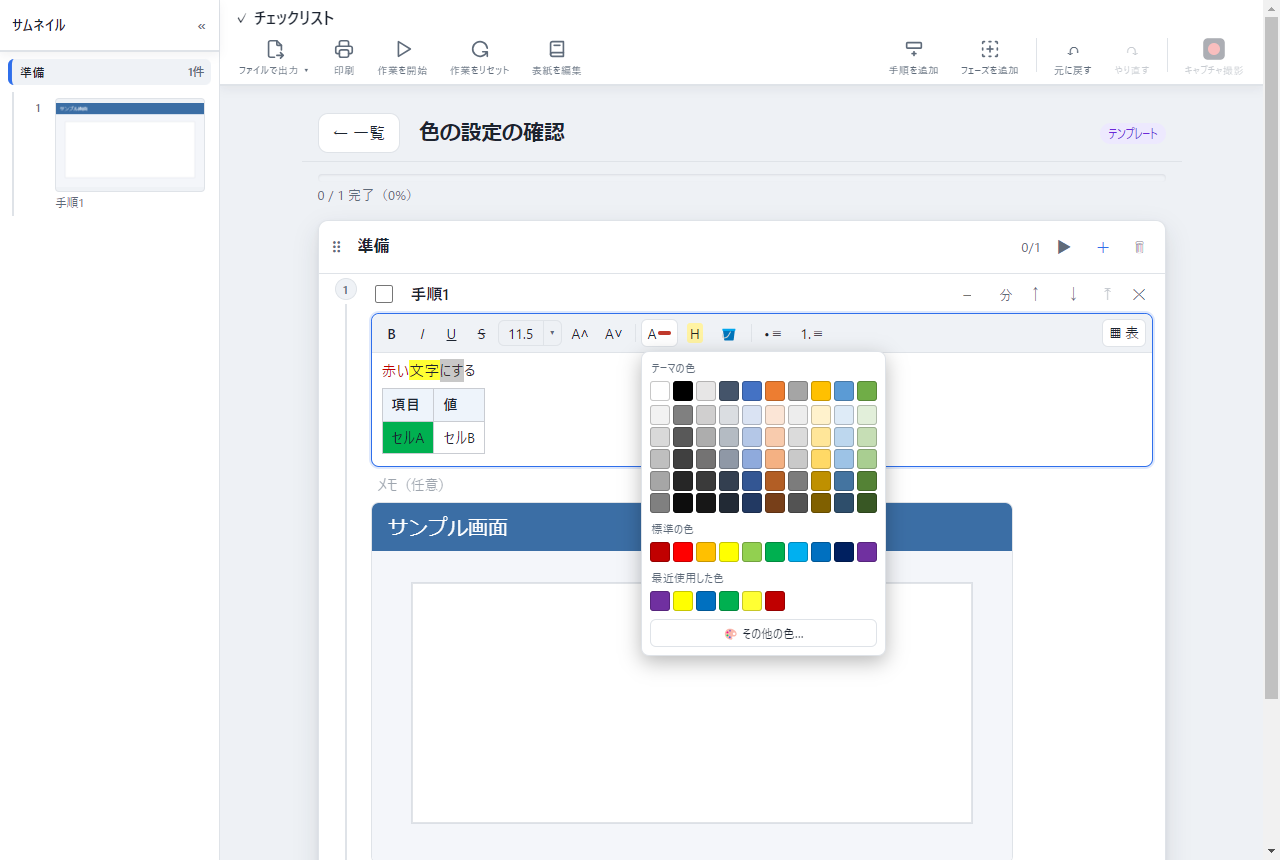 サムネイル
«
準備
1件
1
サンプル画面
手順1
✓ チェックリスト
ファイルで出力
印刷
作業を開始
作業をリセット
表紙を編集
手順を追加
フェーズを追加
元に戻す
やり直す
キャプチャ撮影
← 一覧
色の設定の確認
テンプレート
0 / 1 完了（0%）
準備
0/1
1
手順1
– 分
B I U S 11.5 A^ A˅ A H 1. 表
赤い文字にする
項目 値
セルA セルB
メモ（任意）
サンプル画面
テーマの色
標準の色
最近使用した色
その他の色...